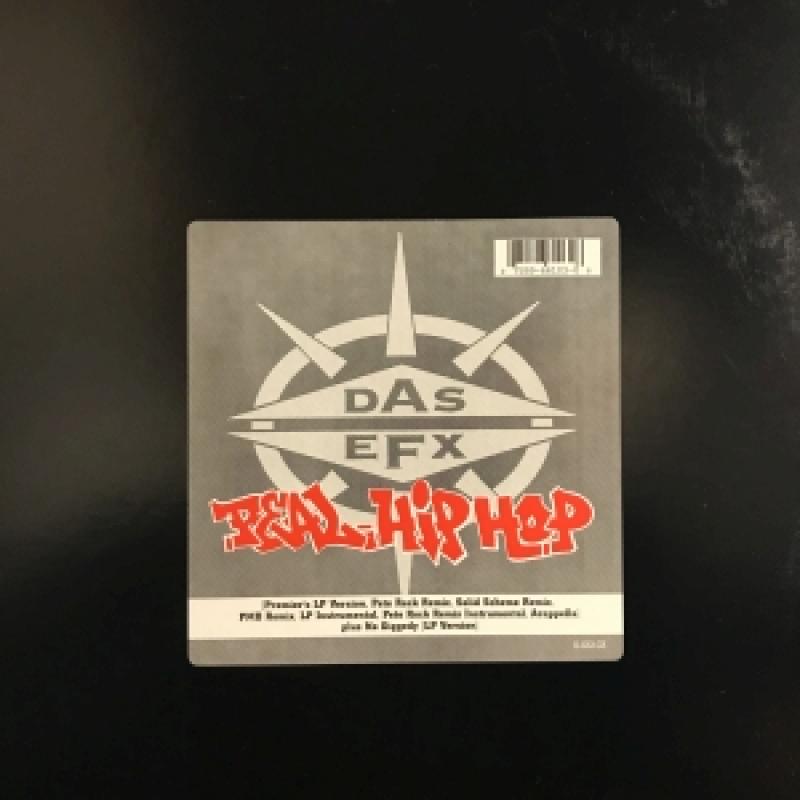 DAS
EFX
REAL HIP HOP
(Premier's LP Version, Pete Rock Remix, Solid Scheme Remix,
PMD Remix, LP Instrumental, Pete Rock Remix Instrumental, Acappella)
plus No Diggedy (LP Version)